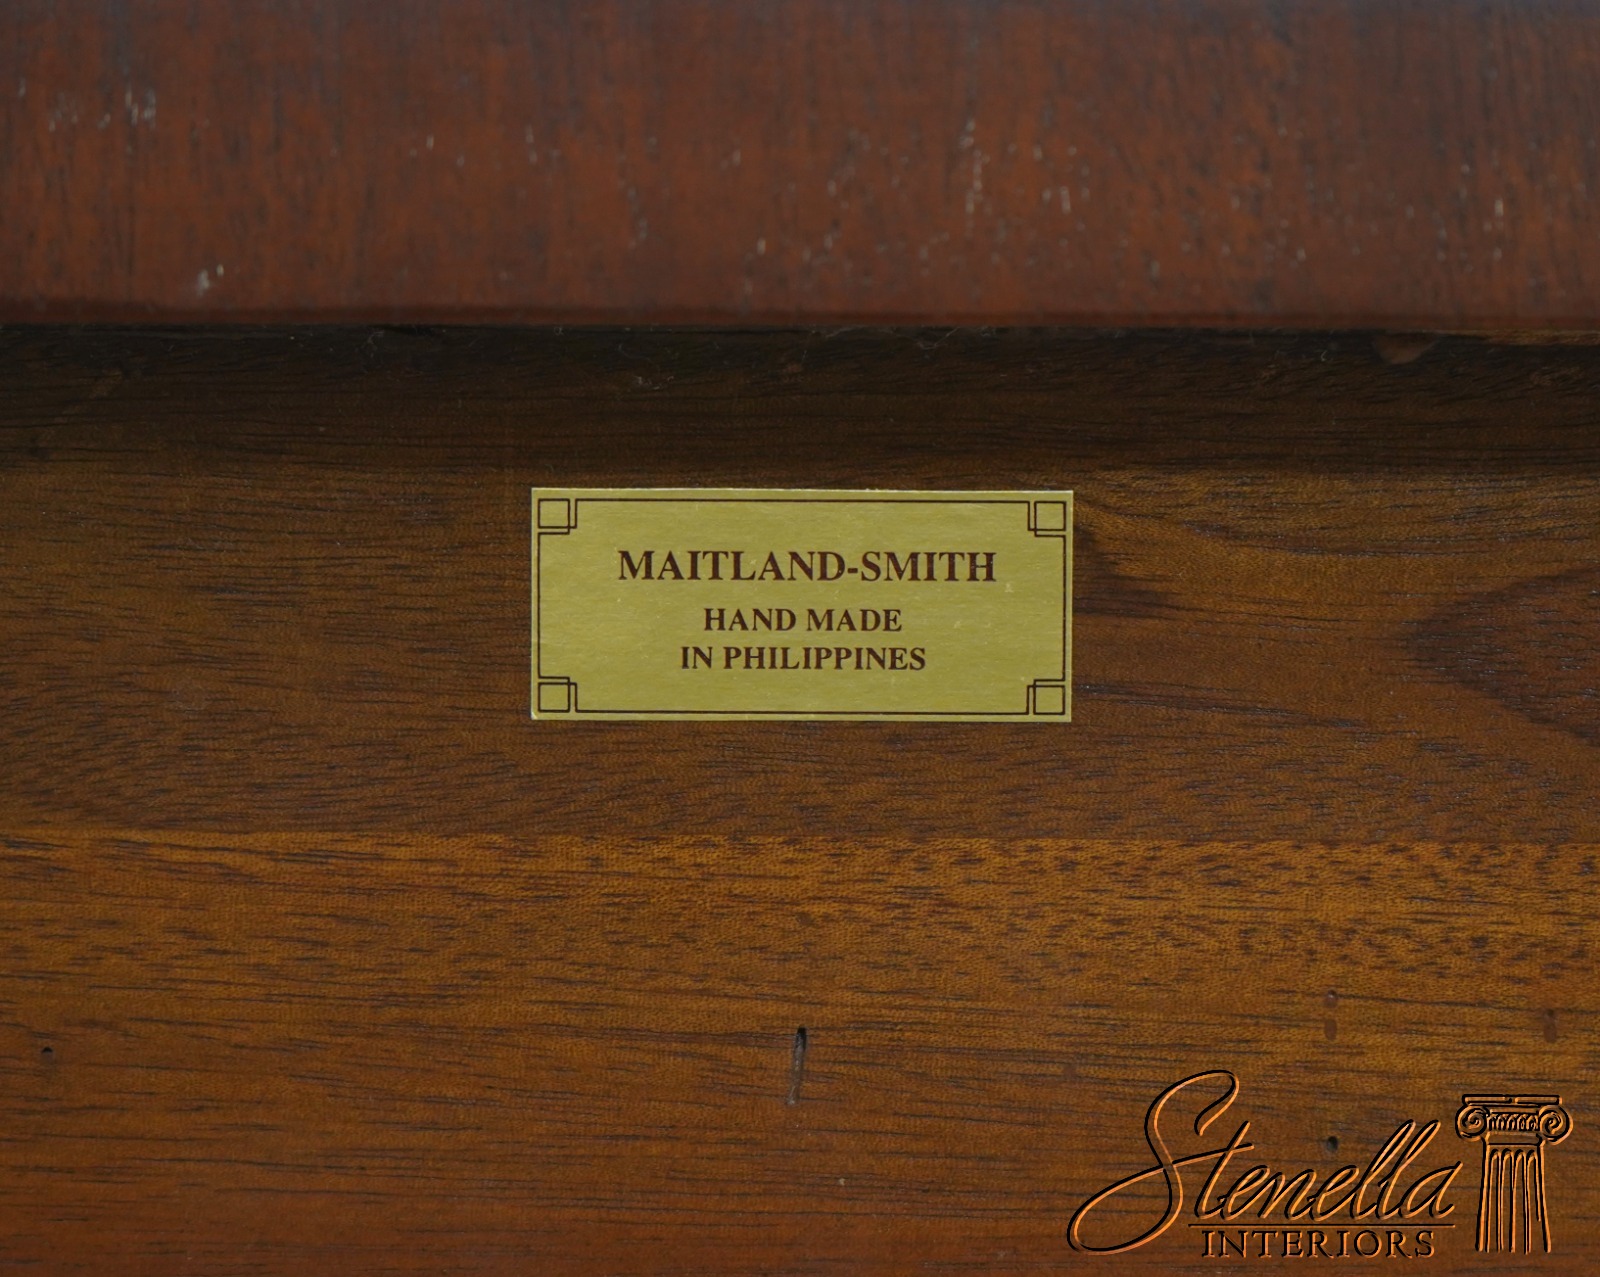 MAITLAND-SMITH
HAND MADE
IN PHILIPPINES
Stenella
INTERIORS